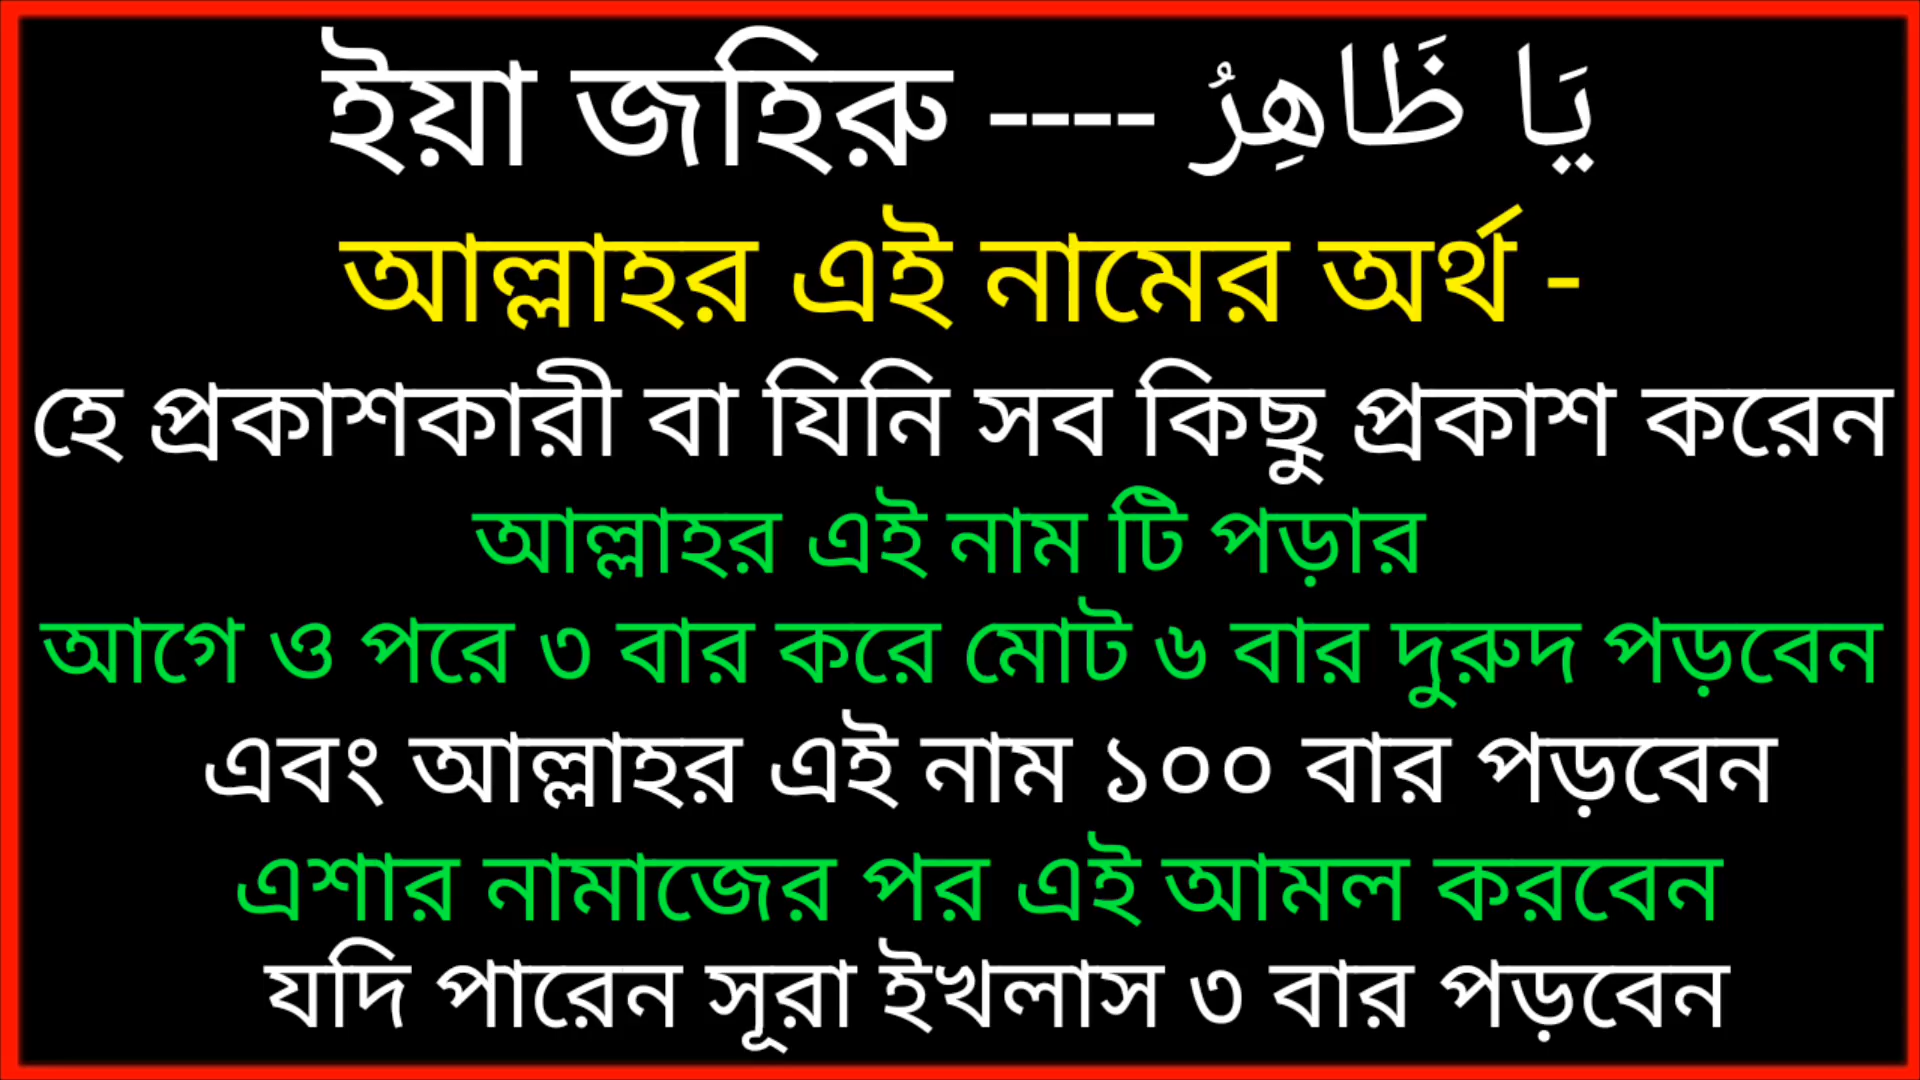 ইয়া জহিরু ---- يَا ظَاهِرُ
আল্লাহর এই নামের অর্থ -
হে প্রকাশকারী বা যিনি সব কিছু প্রকাশ করেন
আল্লাহর এই নাম টি পড়ার
আগে ও পরে ৩ বার করে মোট ৬ বার দুরুদ পড়বেন
এবং আল্লাহর এই নাম ১০০ বার পড়বেন
এশার নামাজের পর এই আমল করবেন
যদি পারেন সূরা ইখলাস ৩ বার পড়বেন